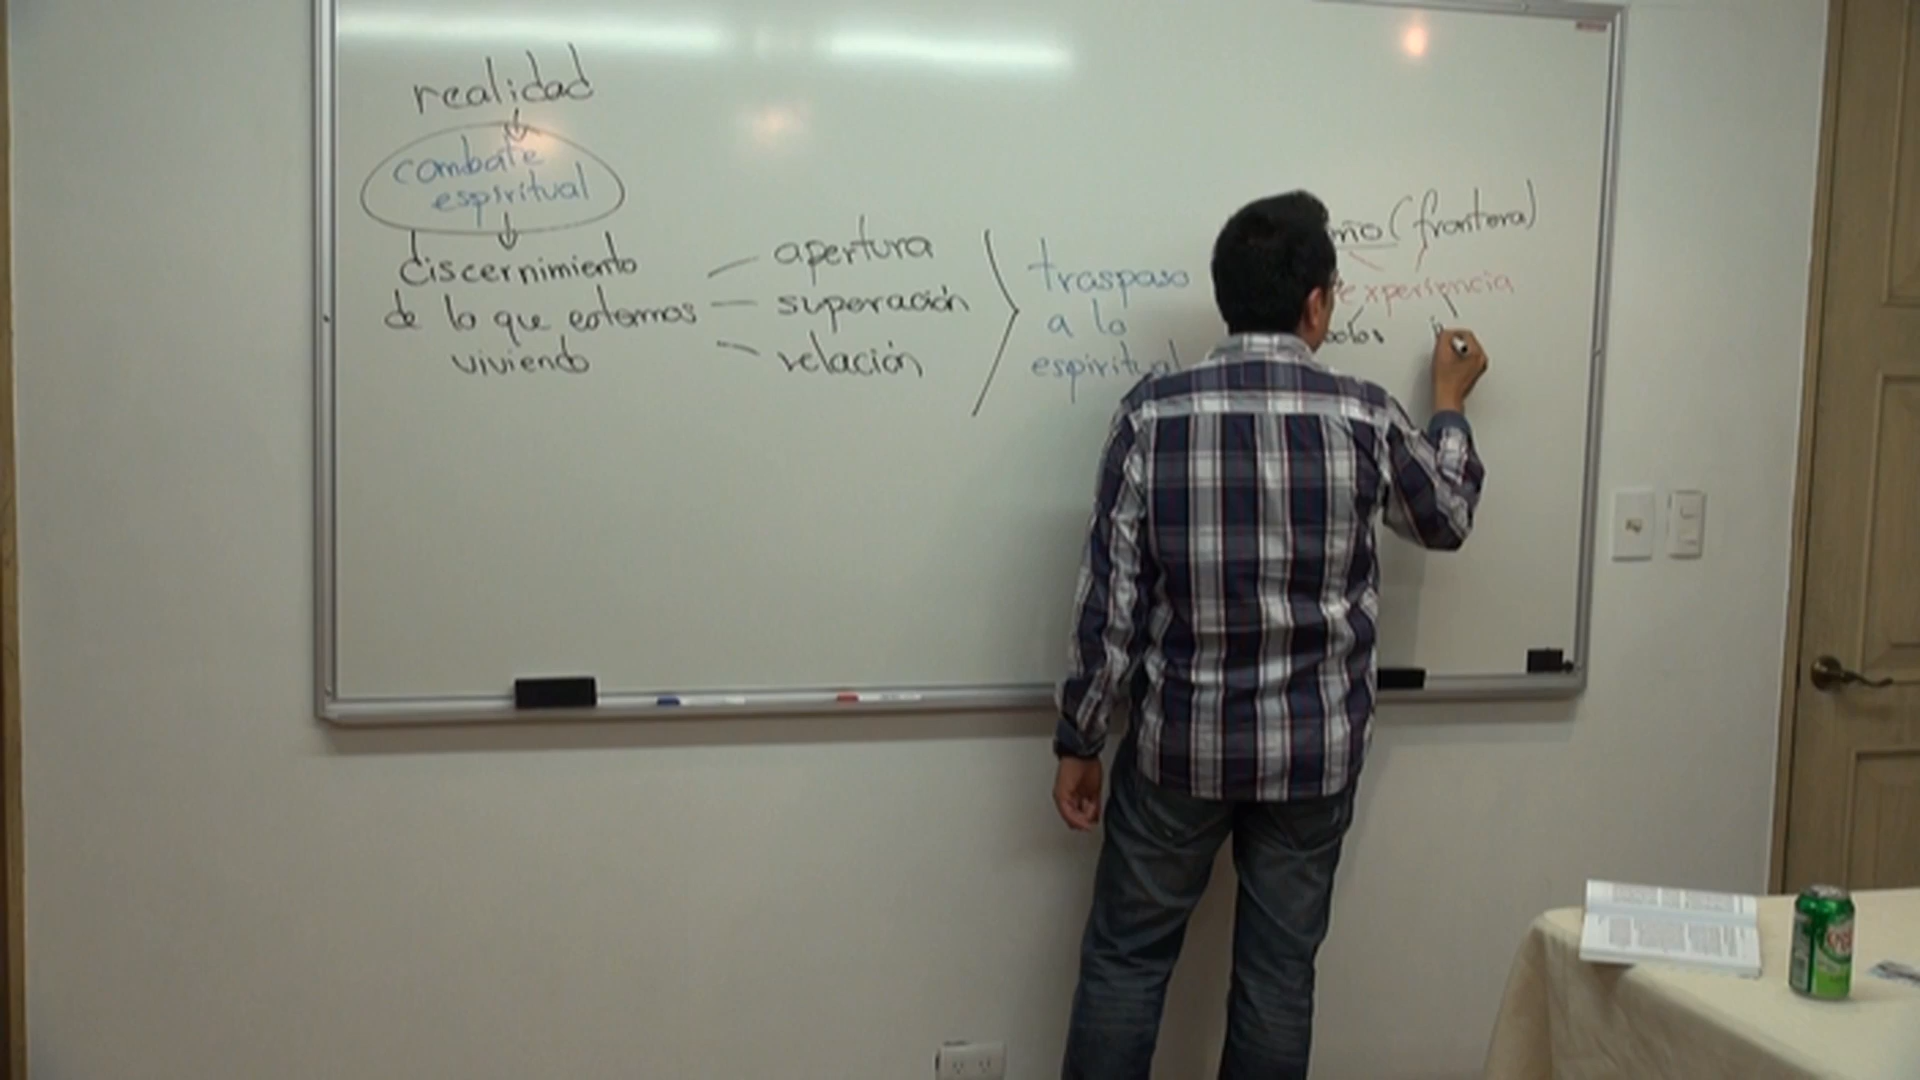 realidad
combate
espiritual
discernimiento
de lo que estamos
viviendo
apertura
superación
relación
traspaso
a lo
espiritual
(frontera)
experiencia